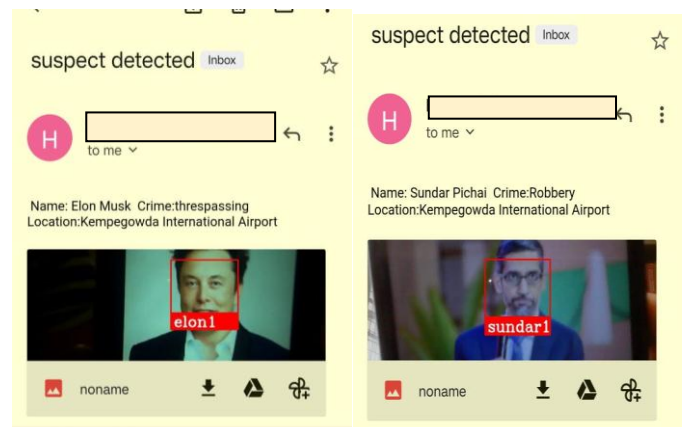 suspect detected Inbox
H
to me
Name: Elon Musk Crime:threspassing
Location:Kempegowda International Airport
elon1
noname
suspect detected Inbox
H
to me
Name: Sundar Pichai Crime:Robbery
Location:Kempegowda International Airport
sundar1
noname